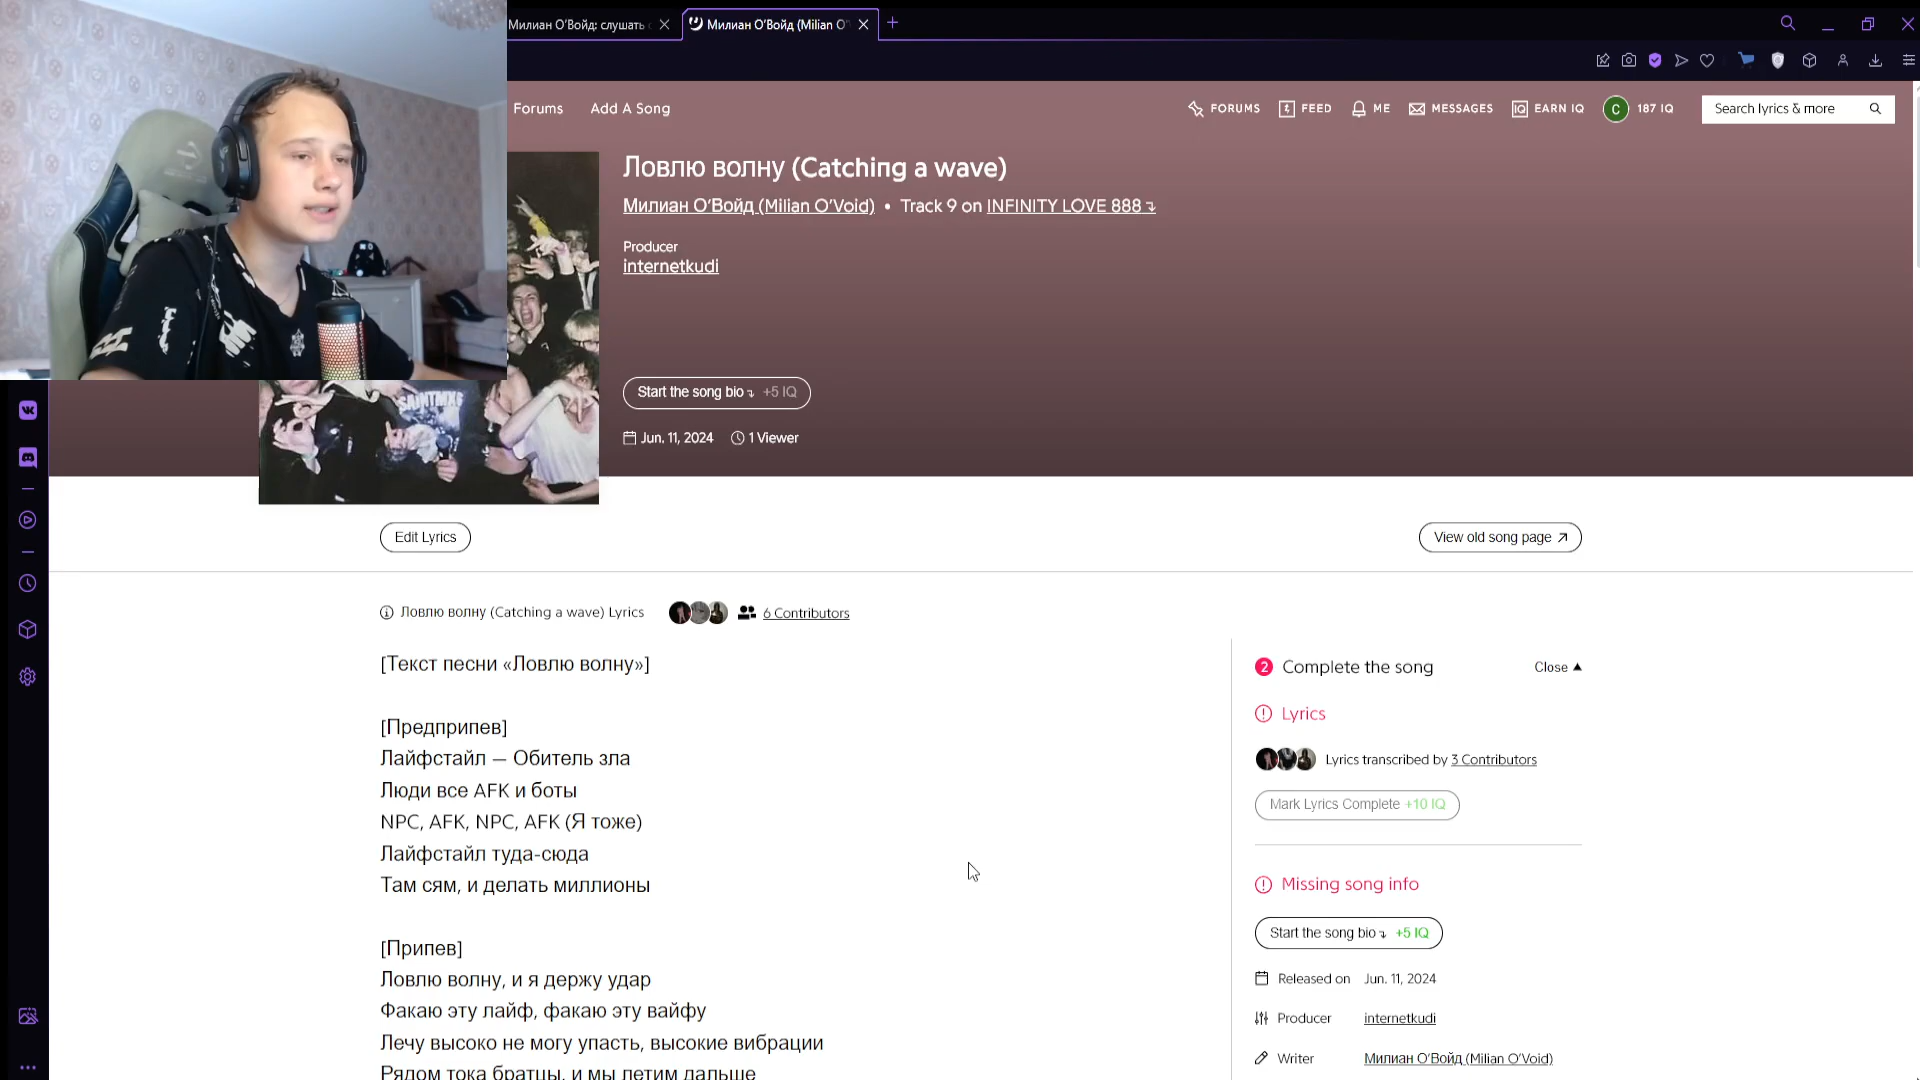 Милиан О'Войд: слушать
Милиан О'Войд (Milian O'
Forums
Add A Song
FORUMS
FEED
ME
MESSAGES
EARN IQ
C
187 IQ
Search lyrics & more
Ловлю волну (Catching a wave)
Милиан О'Войд (Milian O'Void) • Track 9 on INFINITY LOVE 888
Producer
internetkudi
Start the song bio +5 IQ
Jun. 11, 2024
1 Viewer
SAINTMX6
Edit Lyrics
View old song page
Ловлю волну (Catching a wave) Lyrics
6 Contributors
[Текст песни «Ловлю волну»]
[Предприпев]
Лайфстайл — Обитель зла
Люди все AFK и боты
NPC, AFK, NPC, AFK (Я тоже)
Лайфстайл туда-сюда
Там сям, и делать миллионы
[Припев]
Ловлю волну, и я держу удар
Факаю эту лайф, факаю эту вайфу
Лечу высоко не могу упасть, высокие вибрации
Рядом тока братцы, и мы летим дальше
2 Complete the song
Close
Lyrics
Lyrics transcribed by 3 Contributors
Mark Lyrics Complete +10 IQ
Missing song info
Start the song bio +5 IQ
Released on Jun. 11, 2024
Producer internetkudi
Writer Милиан О'Войд (Milian O'Void)